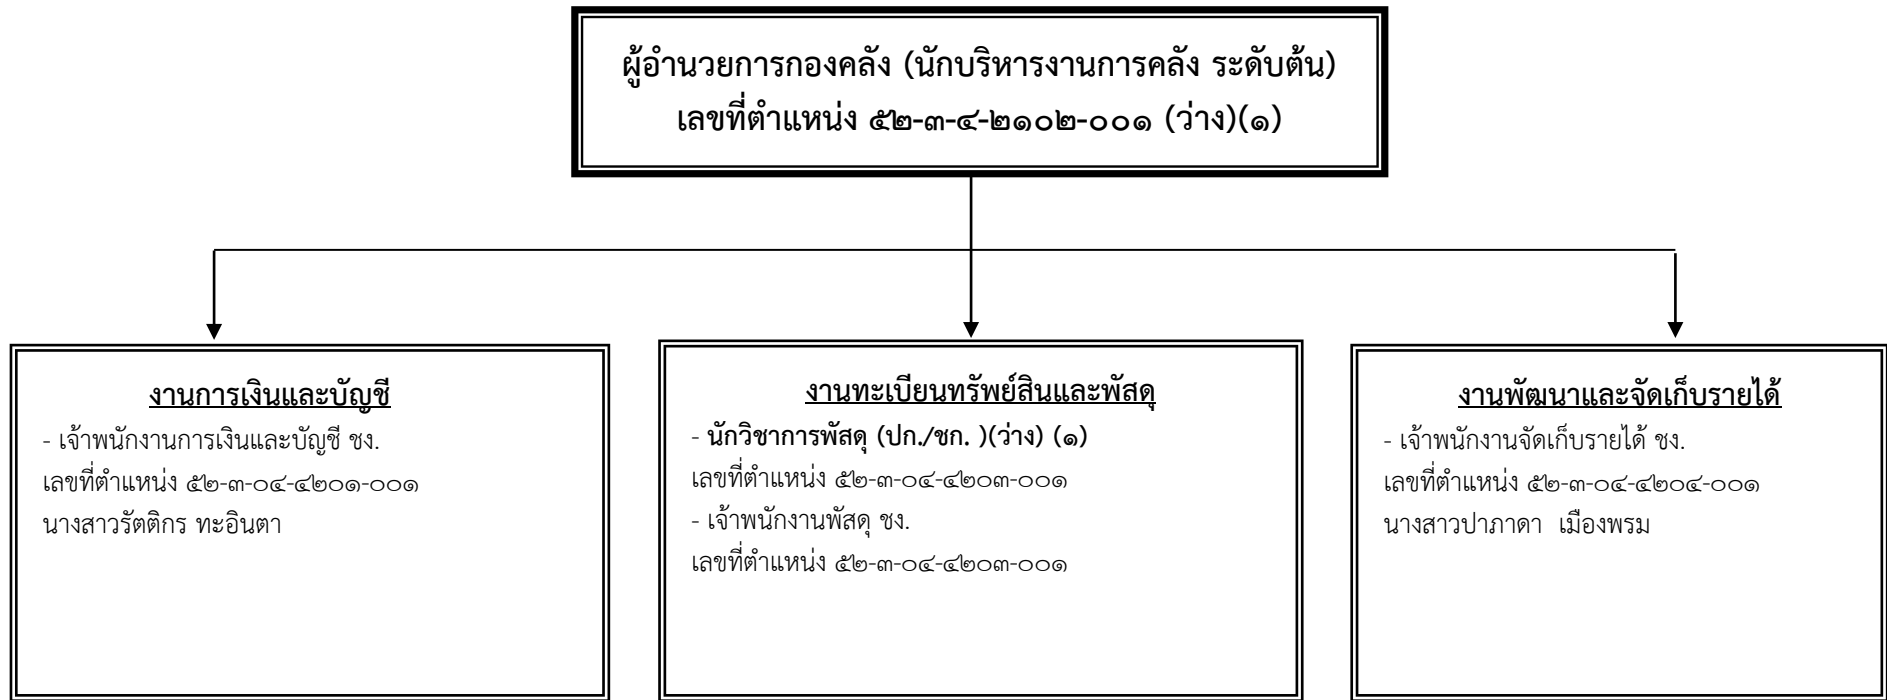 ผู้อำนวยการกองคลัง (นักบริหารงานการคลัง ระดับต้น)
เลขที่ตำแหน่ง ๕๒-๓-๔-๒๑๐๒-๐๐๑ (ว่าง)(๑)
งานการเงินและบัญชี
- เจ้าพนักงานการเงินและบัญชี ชง.
เลขที่ตำแหน่ง ๕๒-๓-๐๔-๔๒๐๑-๐๐๑
นางสาวรัตติกร ทะอินตา
งานทะเบียนทรัพย์สินและพัสดุ
- นักวิชาการพัสดุ (ปก./ชก. )(ว่าง) (๑)
เลขที่ตำแหน่ง ๕๒-๓-๐๔-๔๒๐๓-๐๐๑
- เจ้าพนักงานพัสดุ ชง.
เลขที่ตำแหน่ง ๕๒-๓-๐๔-๔๒๐๓-๐๐๑
งานพัฒนาและจัดเก็บรายได้
- เจ้าพนักงานจัดเก็บรายได้ ชง.
เลขที่ตำแหน่ง ๕๒-๓-๐๔-๔๒๐๔-๐๐๑
นางสาวปาภาดา เมืองพรม